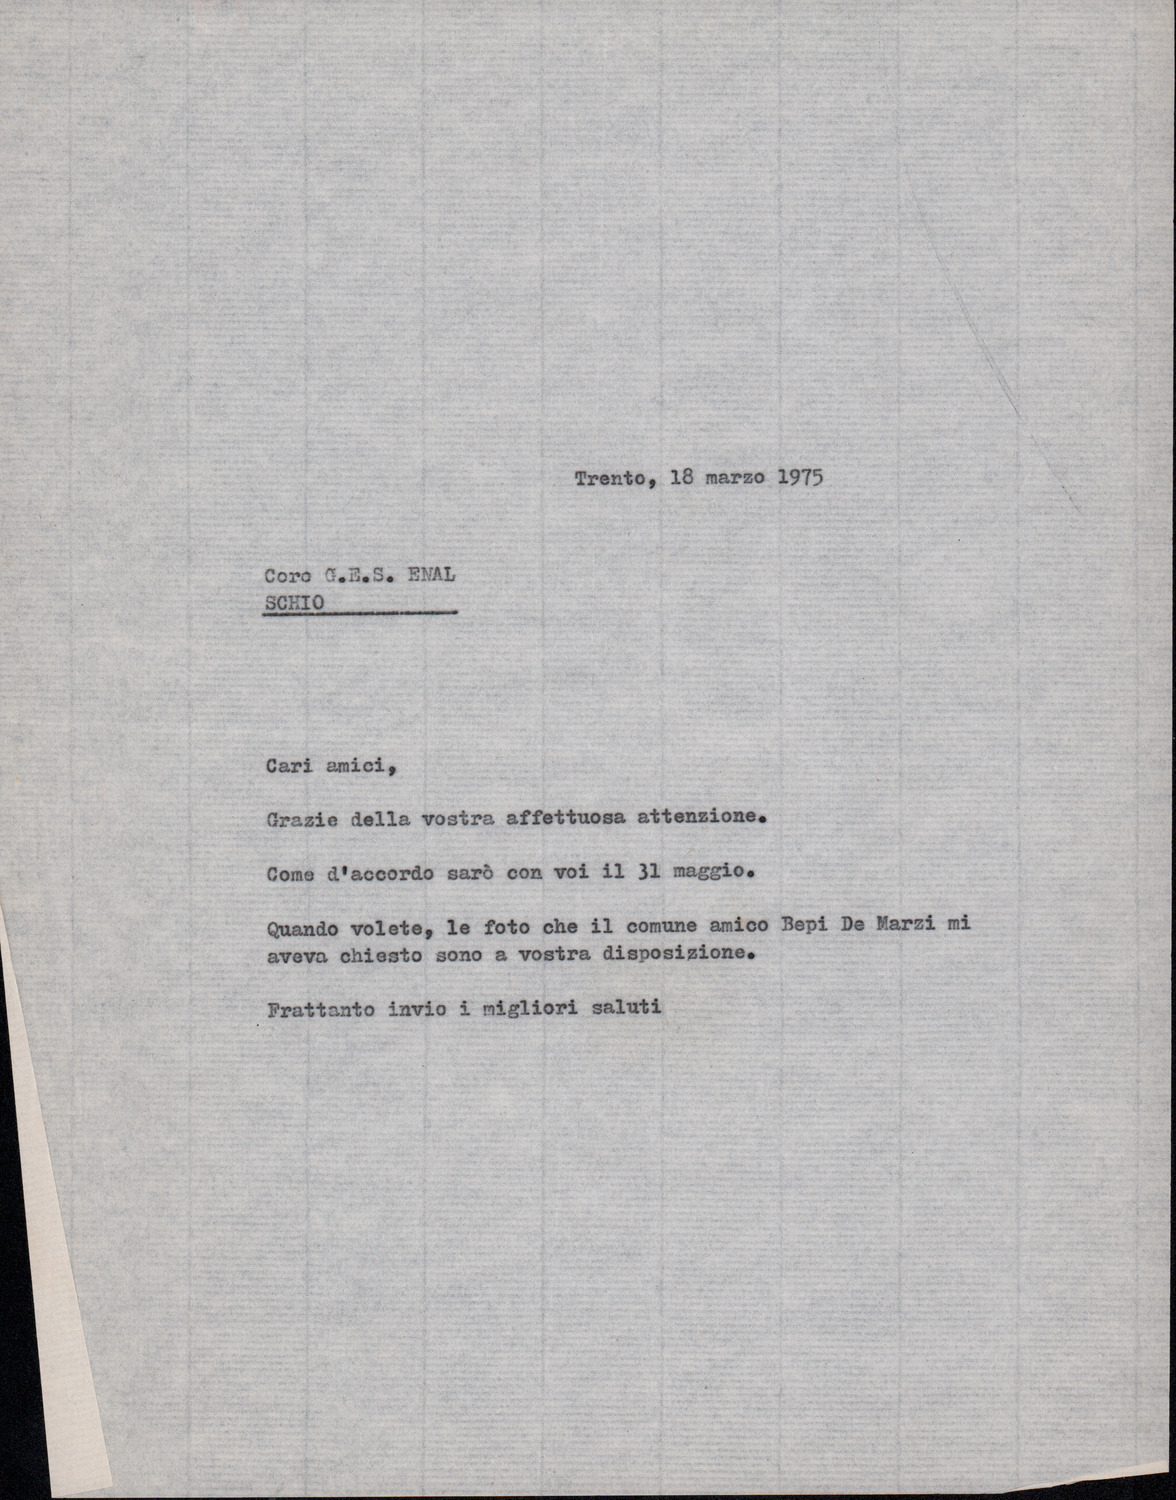 Trento, 18 marzo 1975
Coro G.E.S. ENAL
SCHIO
Cari amici,
Grazie della vostra affettuosa attenzione.
Come d'accordo sarò con voi il 31 maggio.
Quando volete, le foto che il comune amico Bepi De Marzi mi
aveva chiesto sono a vostra disposizione.
Frattanto invio i migliori saluti